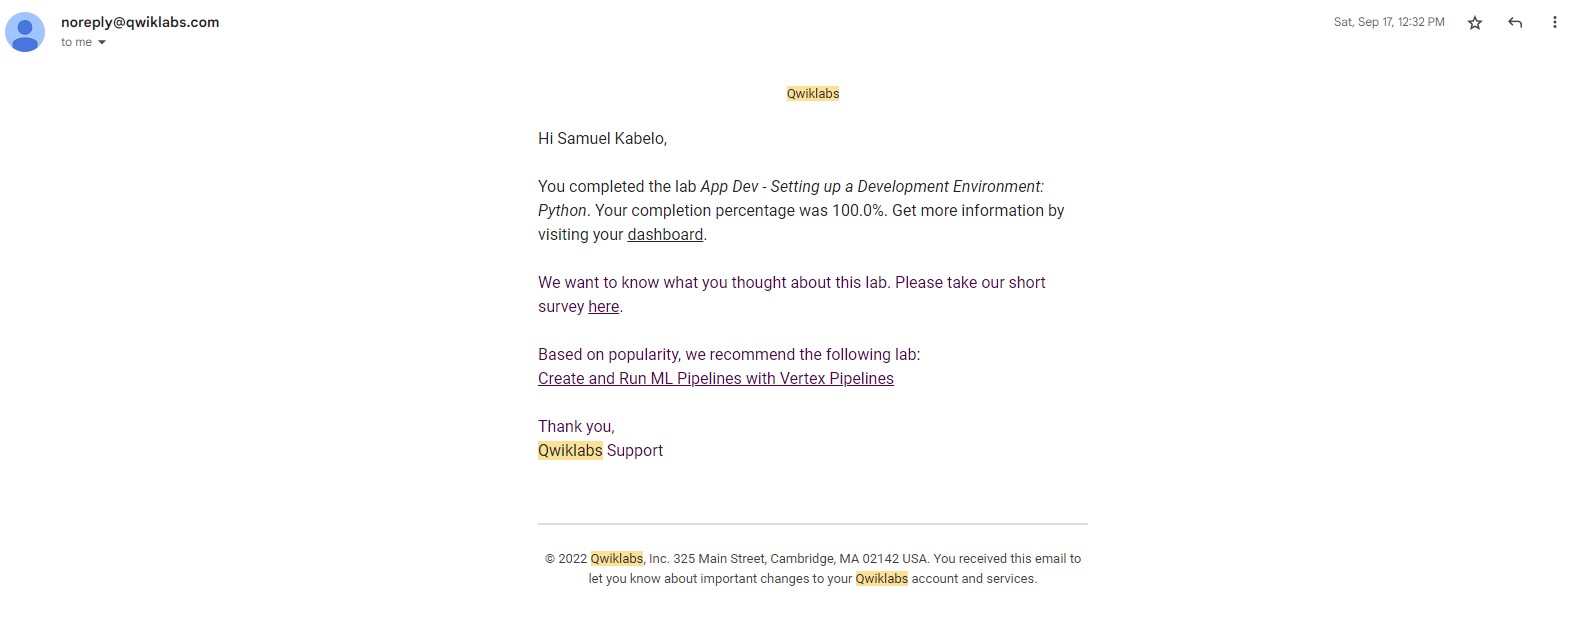 noreply@qwiklabs.com
Sat, Sep 17, 12:32 PM
to me
Qwiklabs
Hi Samuel Kabelo,
You completed the lab App Dev - Setting up a Development Environment:
Python. Your completion percentage was 100.0%. Get more information by
visiting your dashboard.
We want to know what you thought about this lab. Please take our short
survey here.
Based on popularity, we recommend the following lab:
Create and Run ML Pipelines with Vertex Pipelines
Thank you,
Qwiklabs Support
© 2022 Qwiklabs, Inc. 325 Main Street, Cambridge, MA 02142 USA. You received this email to
let you know about important changes to your Qwiklabs account and services.